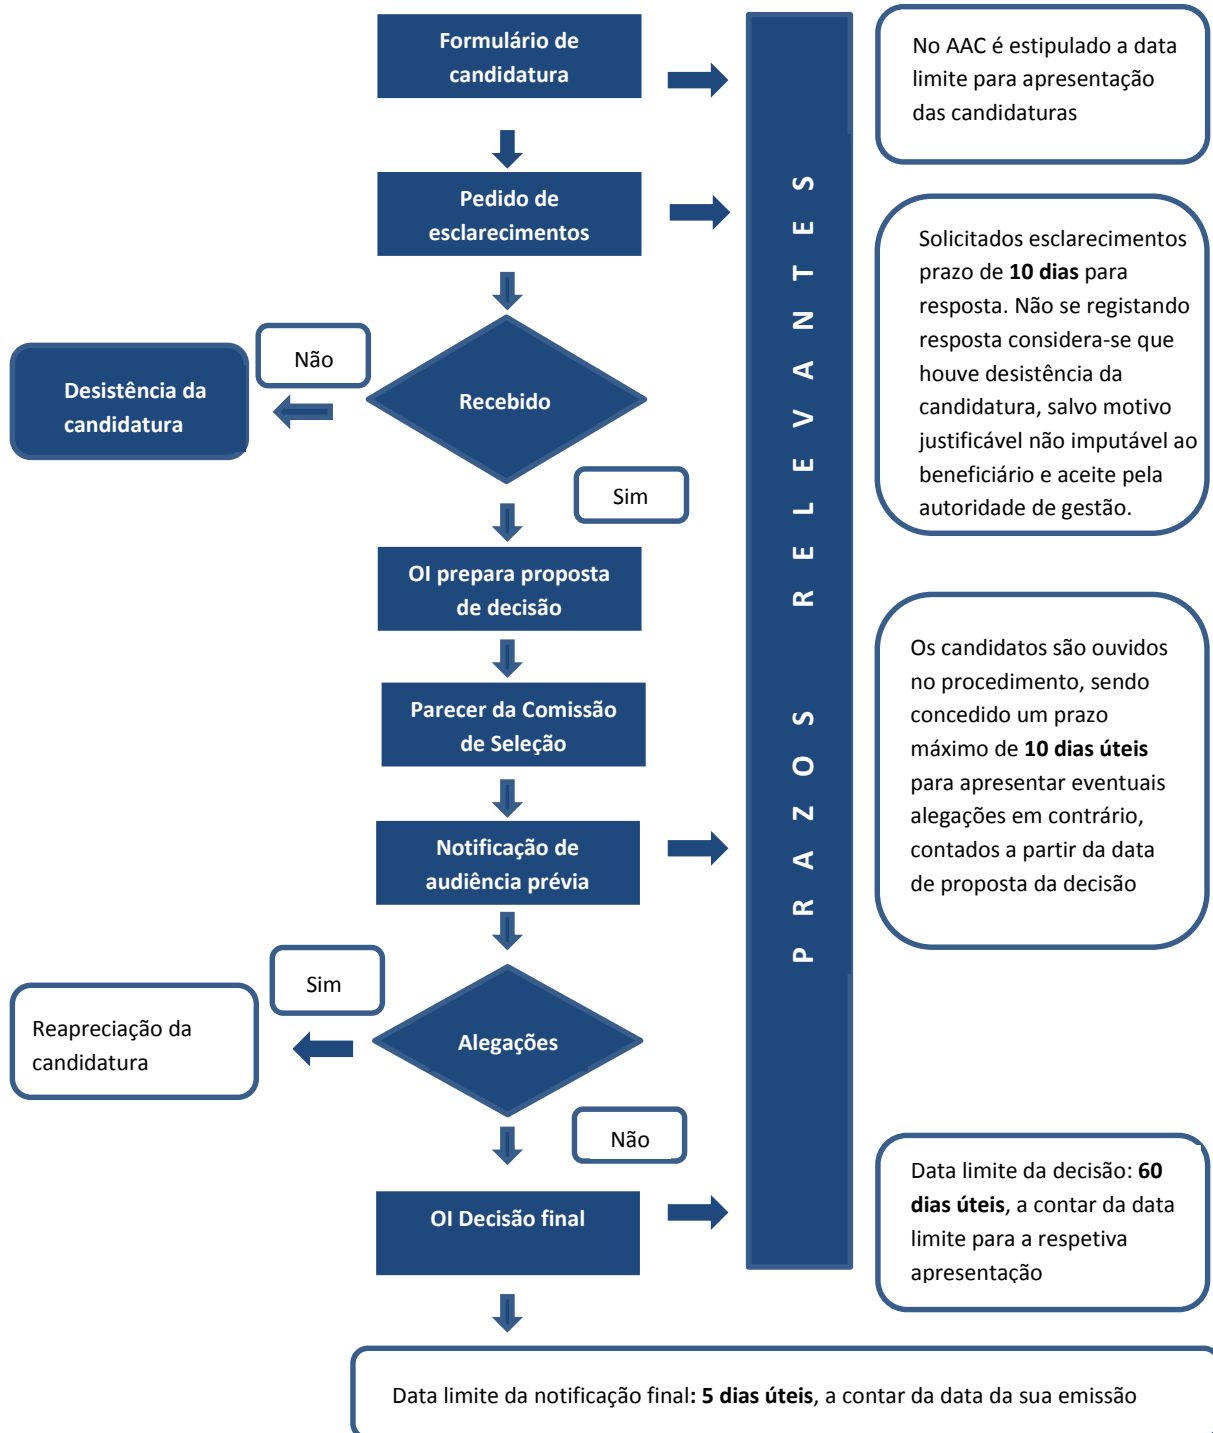 Formulário de
candidatura
No AAC é estipulado a data
limite para apresentação
das candidaturas
Pedido de
esclarecimentos
Solicitados esclarecimentos
prazo de 10 dias para
resposta. Não se registando
resposta considera-se que
houve desistência da
candidatura, salvo motivo
justificável não imputável ao
beneficiário e aceite pela
autoridade de gestão.
Não
Desistência da
candidatura
Recebido
Sim
PRAZOS RELEVANTES
OI prepara proposta
de decisão
Parecer da Comissão
de Seleção
Os candidatos são ouvidos
no procedimento, sendo
concedido um prazo
máximo de 10 dias úteis
para apresentar eventuais
alegações em contrário,
contados a partir da data
de proposta da decisão
Notificação de
audiência prévia
Sim
Reapreciação da
candidatura
Alegações
Não
OI Decisão final
Data limite da decisão: 60
dias úteis, a contar da data
limite para a respetiva
apresentação
Data limite da notificação final: 5 dias úteis, a contar da data da sua emissão